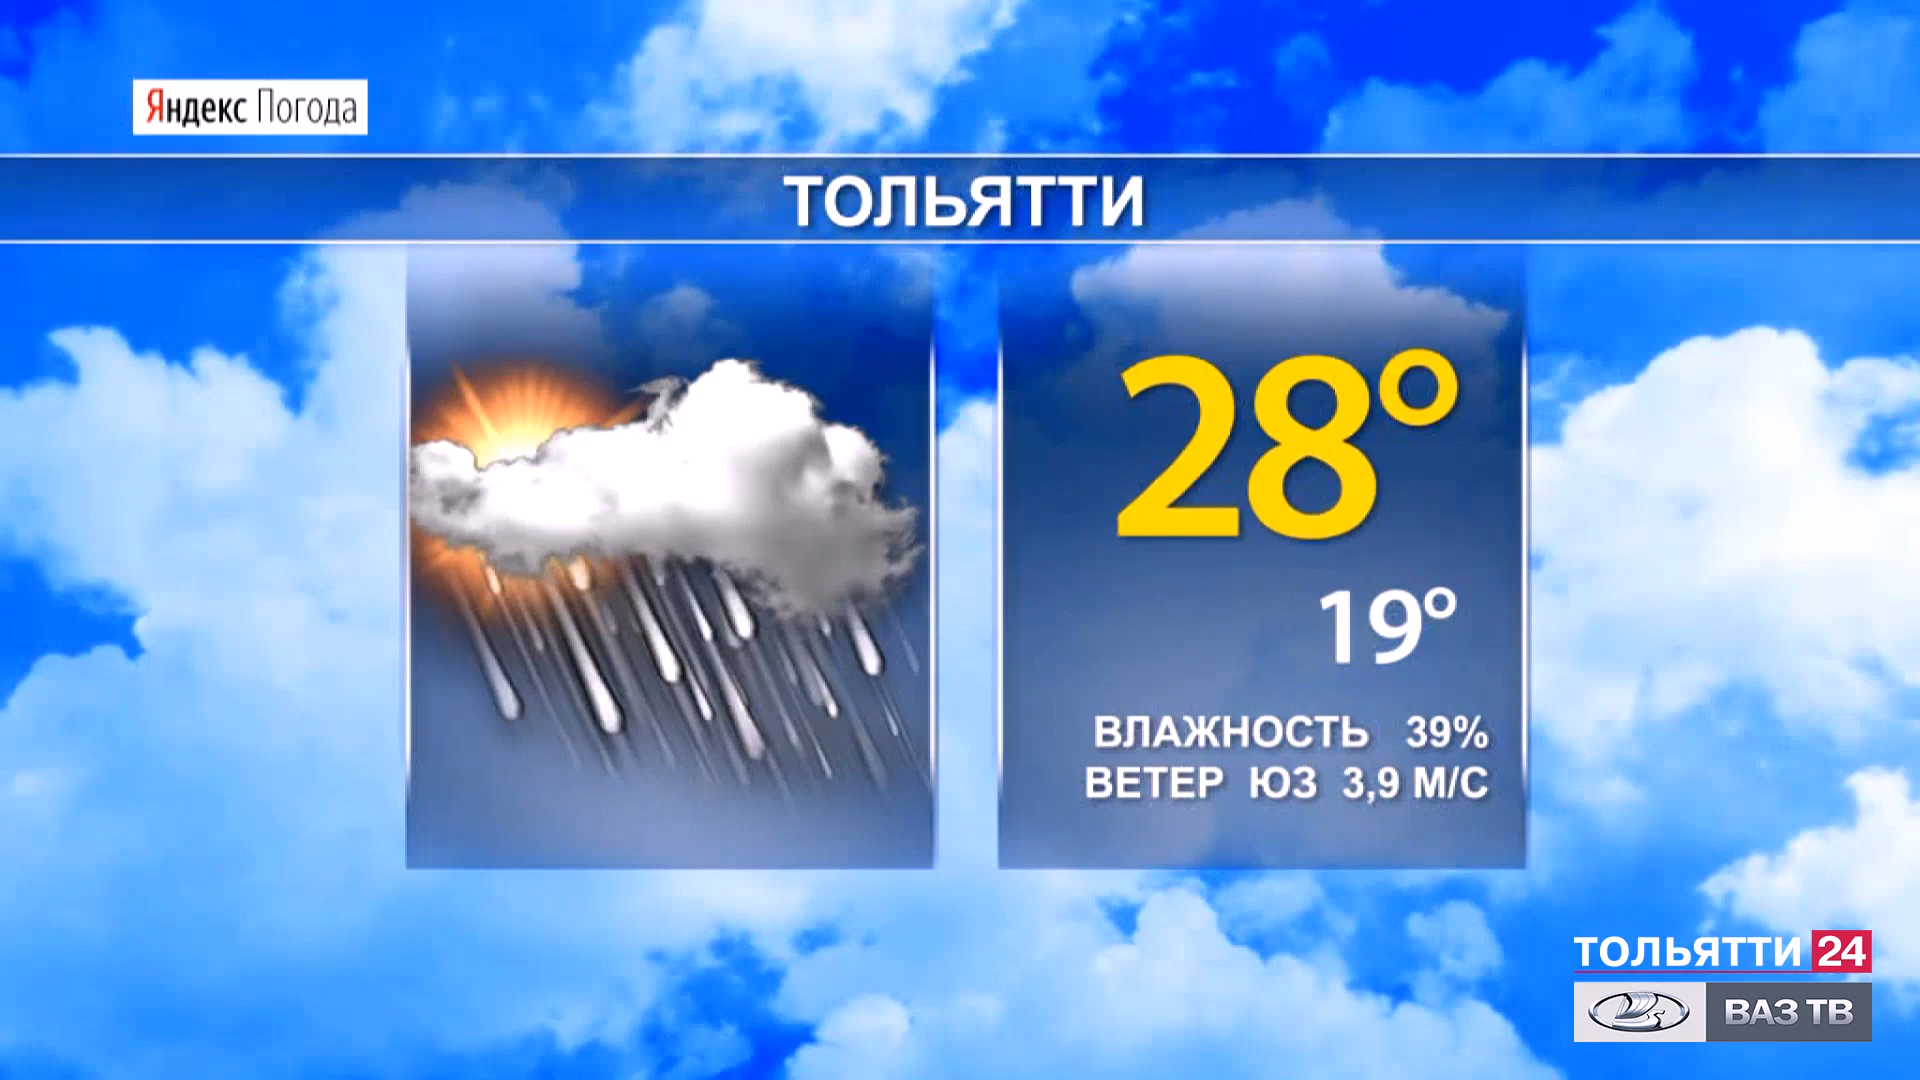 Яндекс Погода
ТОЛЬЯТТИ
28°
19°
ВЛАЖНОСТЬ 39%
ВЕТЕР ЮЗ 3,9 М/С
ТОЛЬЯТТИ 24
ВАЗ ТВ